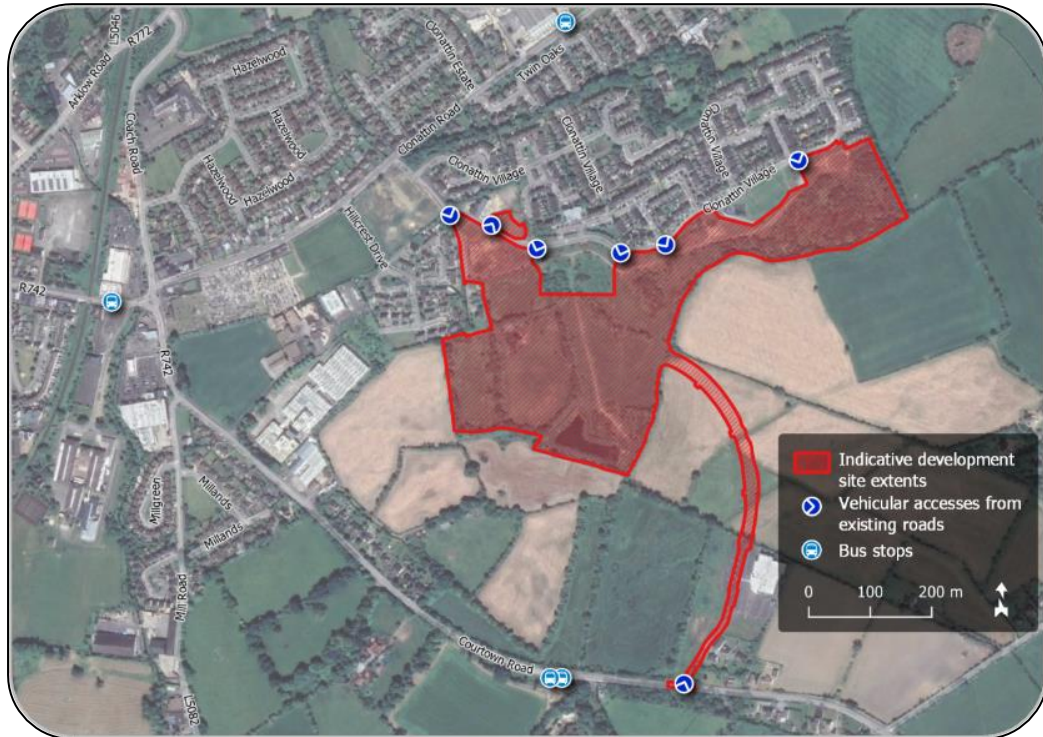 L5046
R772
Arklow Road
Coach Road
Hazelwood
Hazelwood
Hazelwood
Hazelwood
Clonattin Estate
Twin Oaks
Clonattin Road
Clonattin Village
Clonattin Village
Clonattin Village
Clonattin Village
Hillcrest Drive
R742
R742
Millands
Millgreen
Millands
Mill Road
L5082
Courtown Road
Indicative development
site extents
Vehicular accesses from
existing roads
Bus stops
0 100 200 m